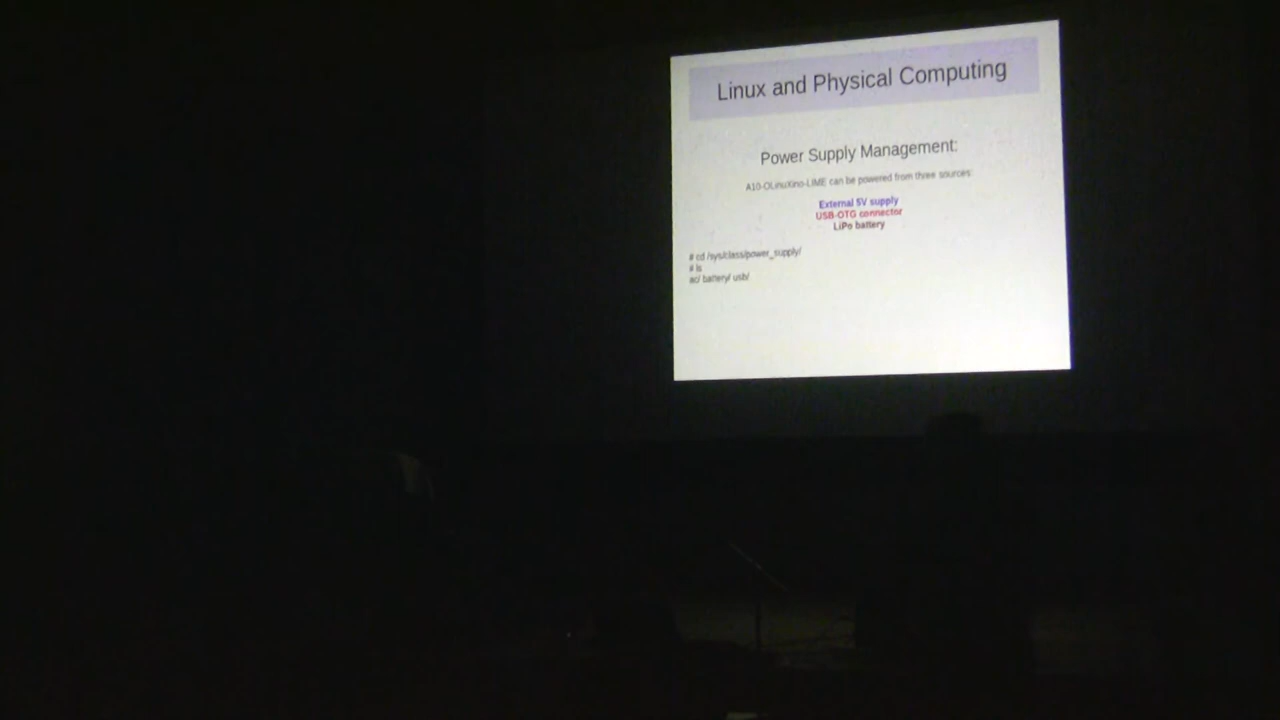 Linux and Physical Computing
Power Supply Management:
A10-OLinuXino-LIME can be powered from three sources:
External 5V supply
USB-OTG connector
LiPo battery
# cd /sys/class/power_supply/
# ls
ac/ battery/ usb/